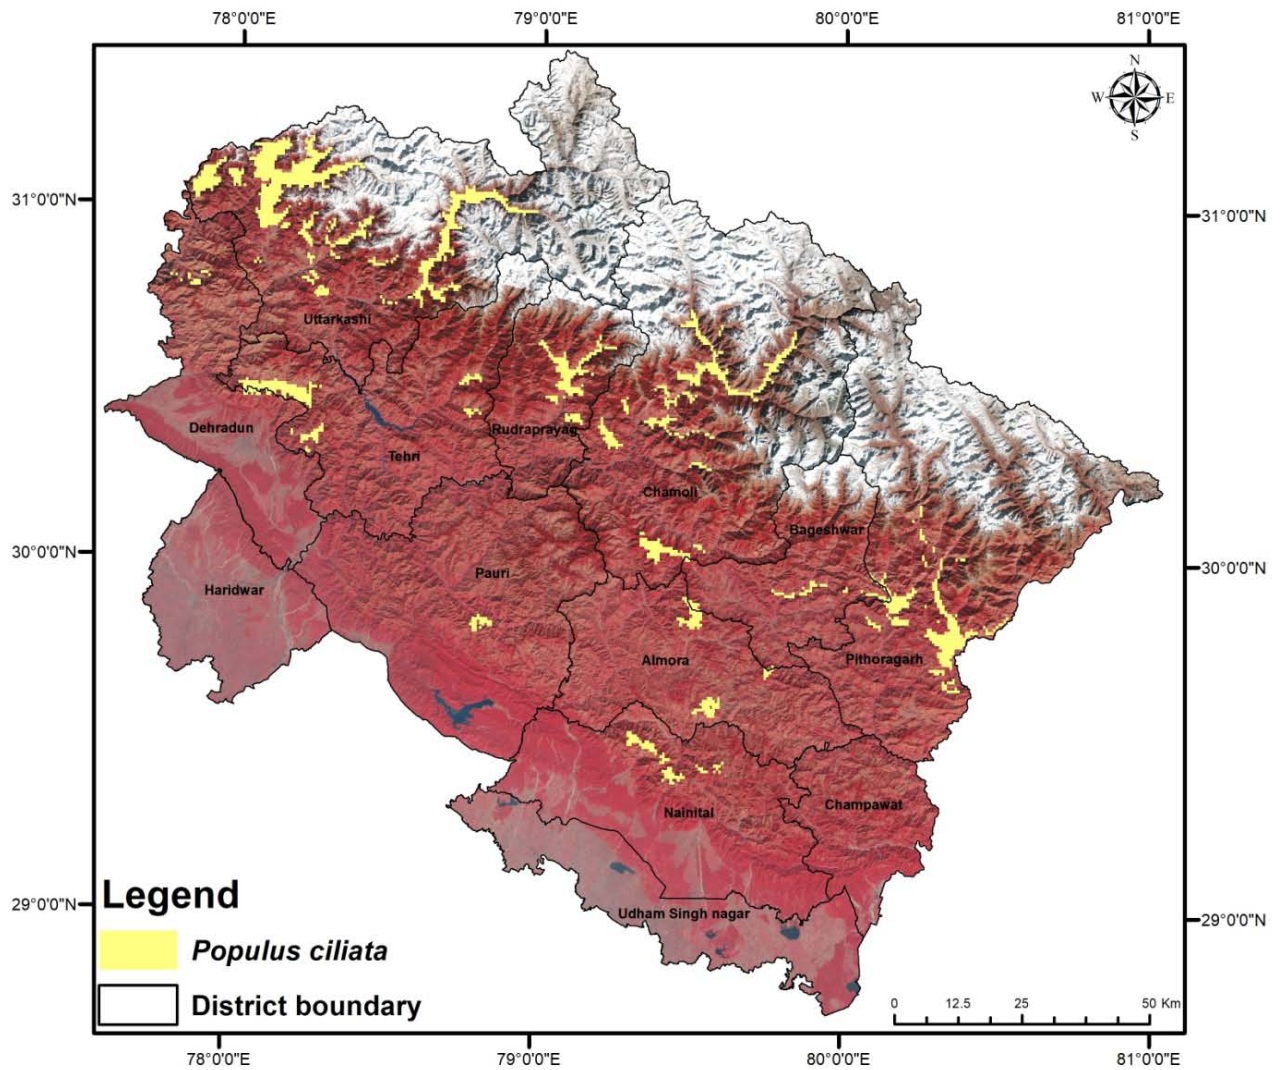 78°0'0"E 79°0'0"E 80°0'0"E 81°0'0"E
N
W E
S
31°0'0"N 31°0'0"N
Uttarkashi
Dehradun Rudraprayag
Tehri
Chamoli
Bageshwar
30°0'0"N 30°0'0"N
Pauri
Haridwar
Almora Pithoragarh
Champawat
Nainital
Legend
29°0'0"N 29°0'0"N
Udham Singh nagar
Populus ciliata
District boundary
0 12.5 25 50 Km
78°0'0"E 79°0'0"E 80°0'0"E 81°0'0"E